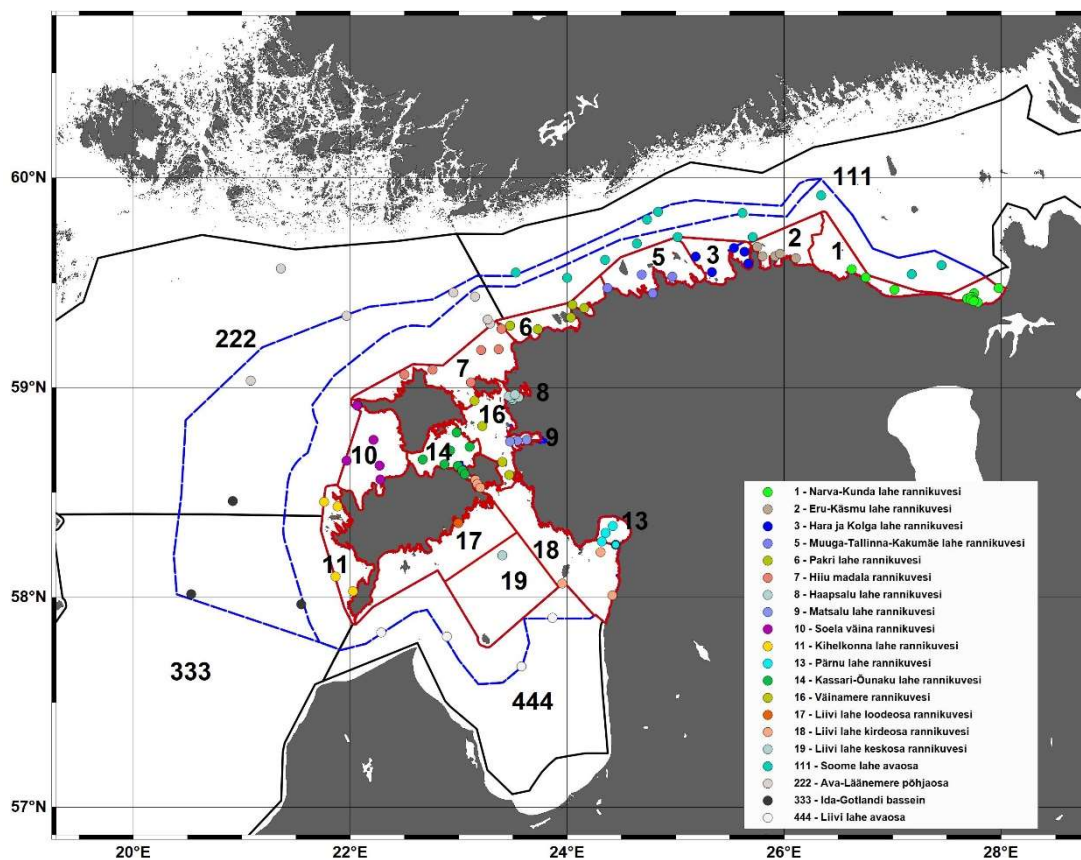 60°N
59°N
58°N
57°N
111
2
1
5
3
222
6
7
8
16
9
14
10
13
17
18
11
19
333
444
1 - Narva-Kunda lahe rannikuvesi
2 - Eru-Käsmu lahe rannikuvesi
3 - Hara ja Kolga lahe rannikuvesi
5 - Muuga-Tallinna-Kakumäe lahe rannikuvesi
6 - Pakri lahe rannikuvesi
7 - Hiiu madala rannikuvesi
8 - Haapsalu lahe rannikuvesi
9 - Matsalu lahe rannikuvesi
10 - Soela väina rannikuvesi
11 - Kihelkonna lahe rannikuvesi
13 - Pärnu lahe rannikuvesi
14 - Kassari-Õunaku lahe rannikuvesi
16 - Väinamere rannikuvesi
17 - Liivi lahe loodeosa rannikuvesi
18 - Liivi lahe kirdeosa rannikuvesi
19 - Liivi lahe keskosa rannikuvesi
111 - Soome lahe avaosa
222 - Ava-Läänemere põhjaosa
333 - Ida-Gotlandi bassein
444 - Liivi lahe avaosa
20°E 22°E 24°E 26°E 28°E